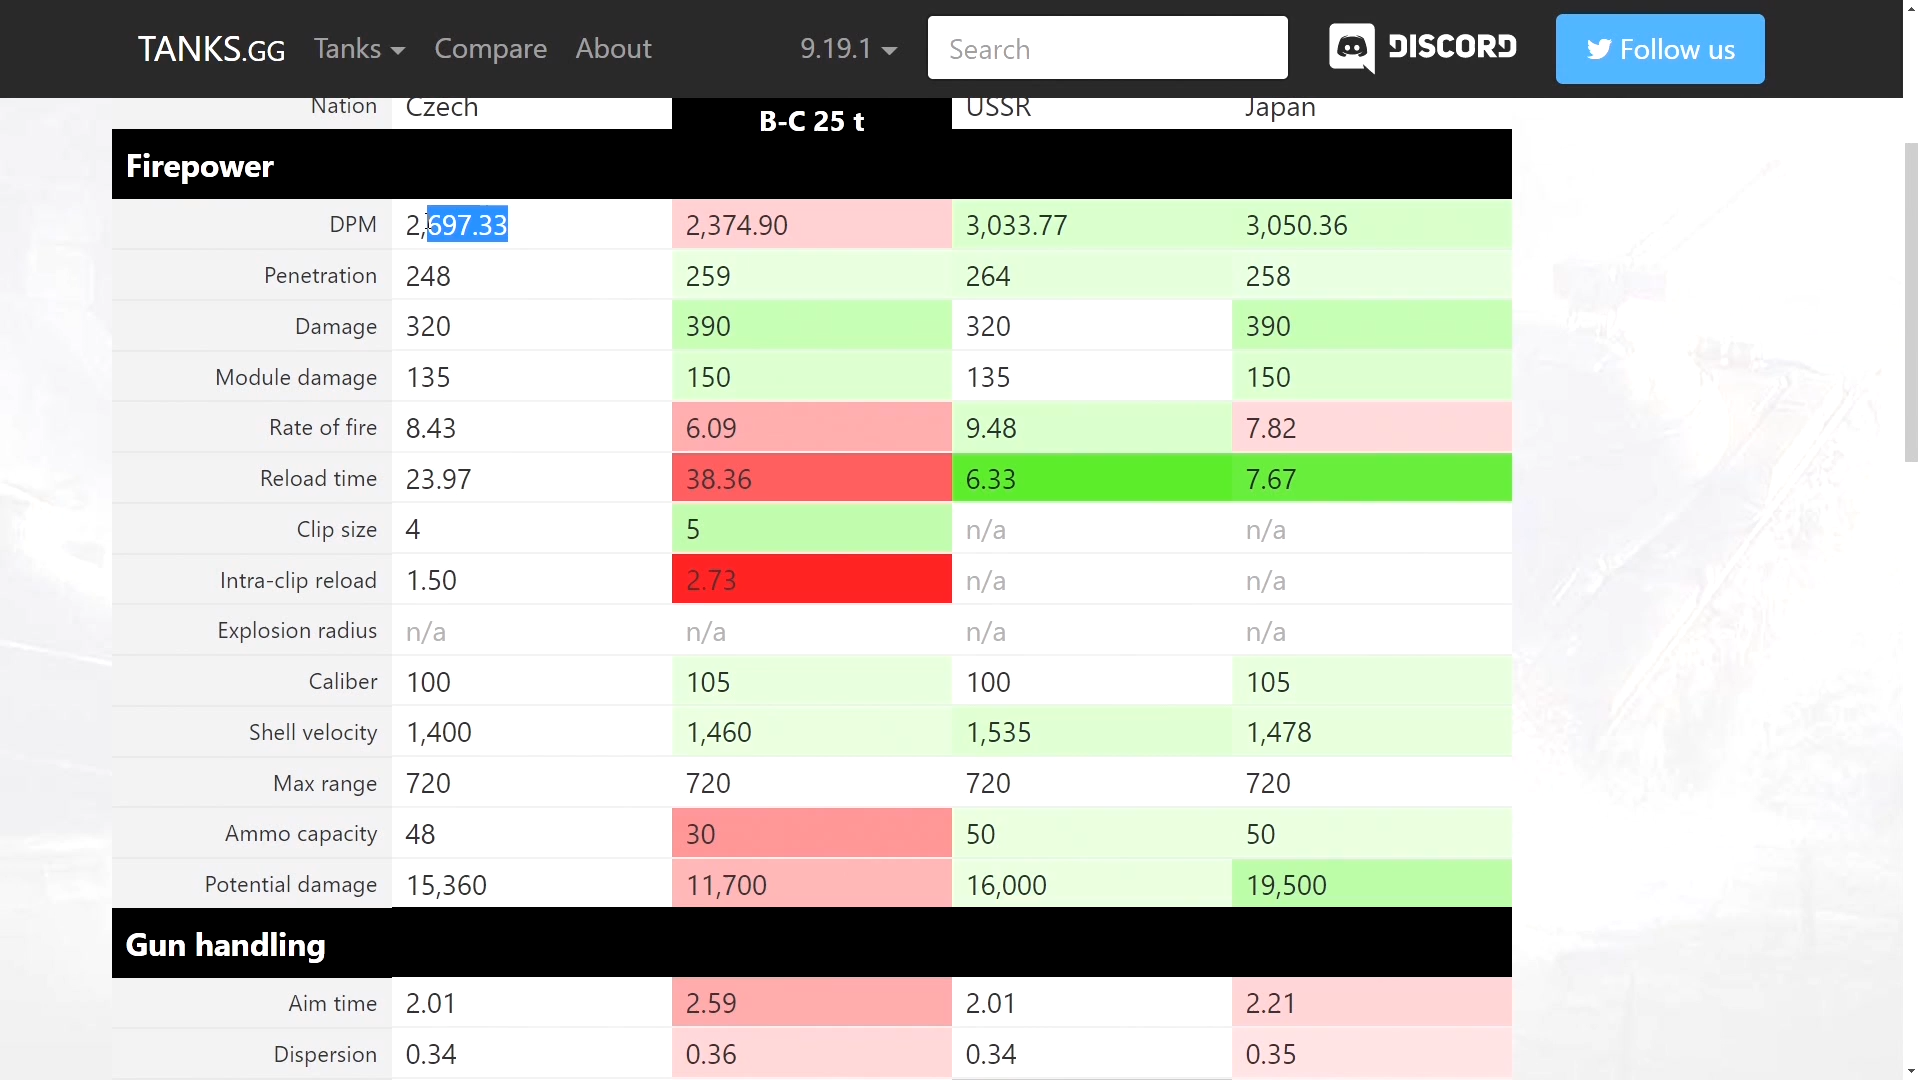 TANKS.GG Tanks Compare About 9.19.1 Search DISCORD Follow us
Nation Czech B-C 25 t USSR Japan
Firepower
DPM 2,697.33 2,374.90 3,033.77 3,050.36
Penetration 248 259 264 258
Damage 320 390 320 390
Module damage 135 150 135 150
Rate of fire 8.43 6.09 9.48 7.82
Reload time 23.97 38.36 6.33 7.67
Clip size 4 5 n/a n/a
Intra-clip reload 1.50 2.73 n/a n/a
Explosion radius n/a n/a n/a n/a
Caliber 100 105 100 105
Shell velocity 1,400 1,460 1,535 1,478
Max range 720 720 720 720
Ammo capacity 48 30 50 50
Potential damage 15,360 11,700 16,000 19,500
Gun handling
Aim time 2.01 2.59 2.01 2.21
Dispersion 0.34 0.36 0.34 0.35